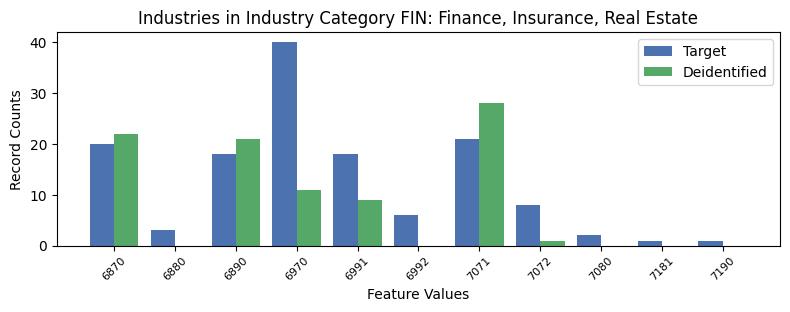 Industries in Industry Category FIN: Finance, Insurance, Real Estate
Target
Deidentified
Record Counts
40
30
20
10
0
6870 6880 6890 6970 6991 6992 7071 7072 7080 7181 7190
Feature Values